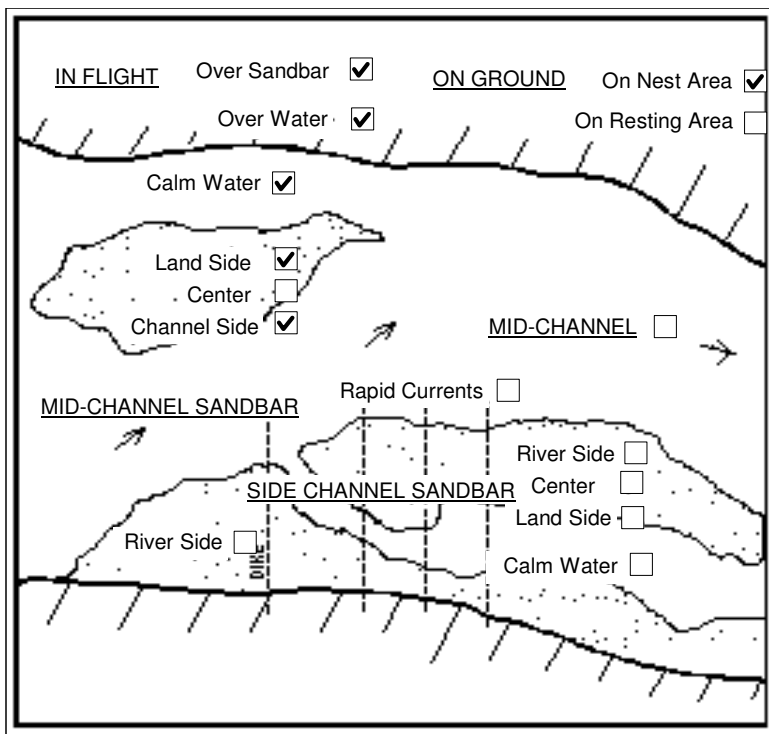 IN FLIGHT
Over Sandbar
ON GROUND
On Nest Area
Over Water
On Resting Area
Calm Water
Land Side
Center
Channel Side
MID-CHANNEL
Rapid Currents
MID-CHANNEL SANDBAR
River Side
SIDE CHANNEL SANDBAR
Center
Land Side
River Side
DIKE
Calm Water